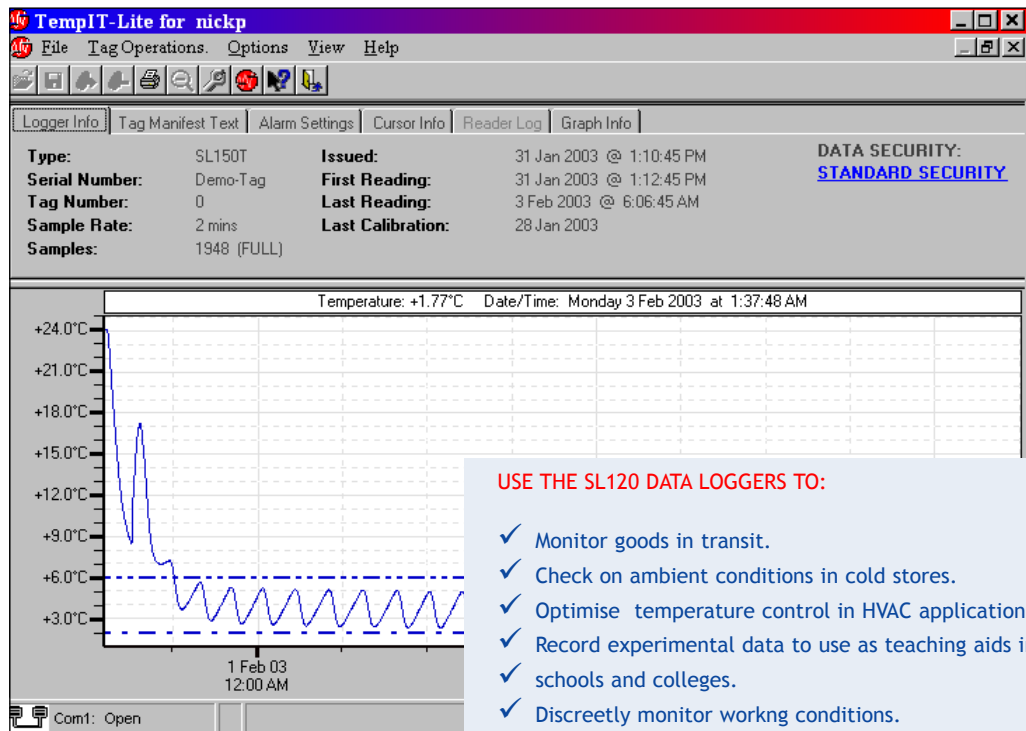 TempIT-Lite for nickp
File Tag Operations. Options View Help
Logger Info Tag Manifest Text Alarm Settings Cursor Info Reader Log Graph Info
Type: SL150T Issued: 31 Jan 2003 @ 1:10:45 PM DATA SECURITY:
Serial Number: Demo-Tag First Reading: 31 Jan 2003 @ 1:12:45 PM STANDARD SECURITY
Tag Number: 0 Last Reading: 3 Feb 2003 @ 6:06:45 AM
Sample Rate: 2 mins Last Calibration: 28 Jan 2003
Samples: 1948 (FULL)
Temperature: +1.77°C Date/Time: Monday 3 Feb 2003 at 1:37:48 AM
+24.0°C
+21.0°C
+18.0°C
+15.0°C
+12.0°C
+9.0°C
+6.0°C
+3.0°C
1 Feb 03
12:00 AM
Com1: Open
USE THE SL120 DATA LOGGERS TO:
✓ Monitor goods in transit.
✓ Check on ambient conditions in cold stores.
✓ Optimise temperature control in HVAC application
✓ Record experimental data to use as teaching aids i
✓ schools and colleges.
✓ Discreetly monitor workng conditions.